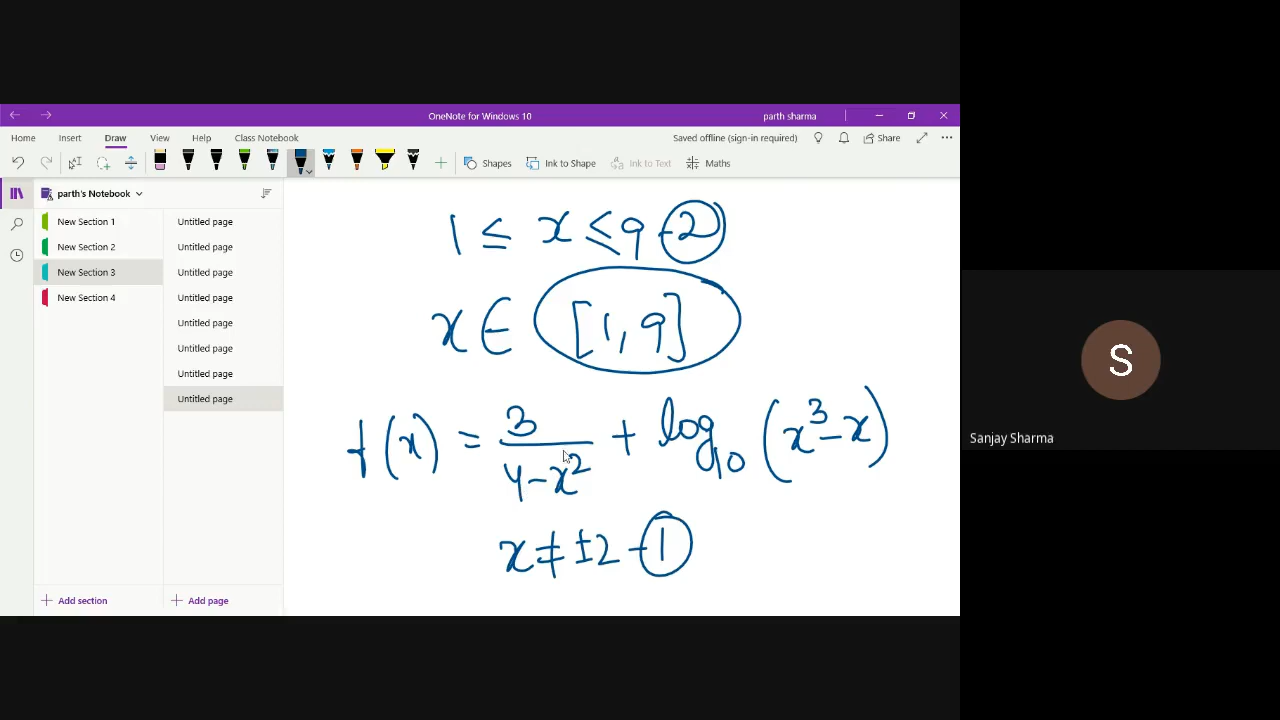 OneNote for Windows 10
parth sharma
Home Insert Draw View Help Class Notebook
Saved offline (sign-in required) Share
Shapes Ink to Shape Ink to Text Maths
parth's Notebook
New Section 1 Untitled page
New Section 2 Untitled page
New Section 3 Untitled page
New Section 4 Untitled page
Untitled page
Untitled page
Untitled page
Untitled page
+ Add section + Add page
1 ≤ x ≤ 9 - ②
x ∈ [1, 9]
f(x) = 3/(4-x²) + log₁₀ (x³-x)
x ≠ ±2 - ①
S
Sanjay Sharma